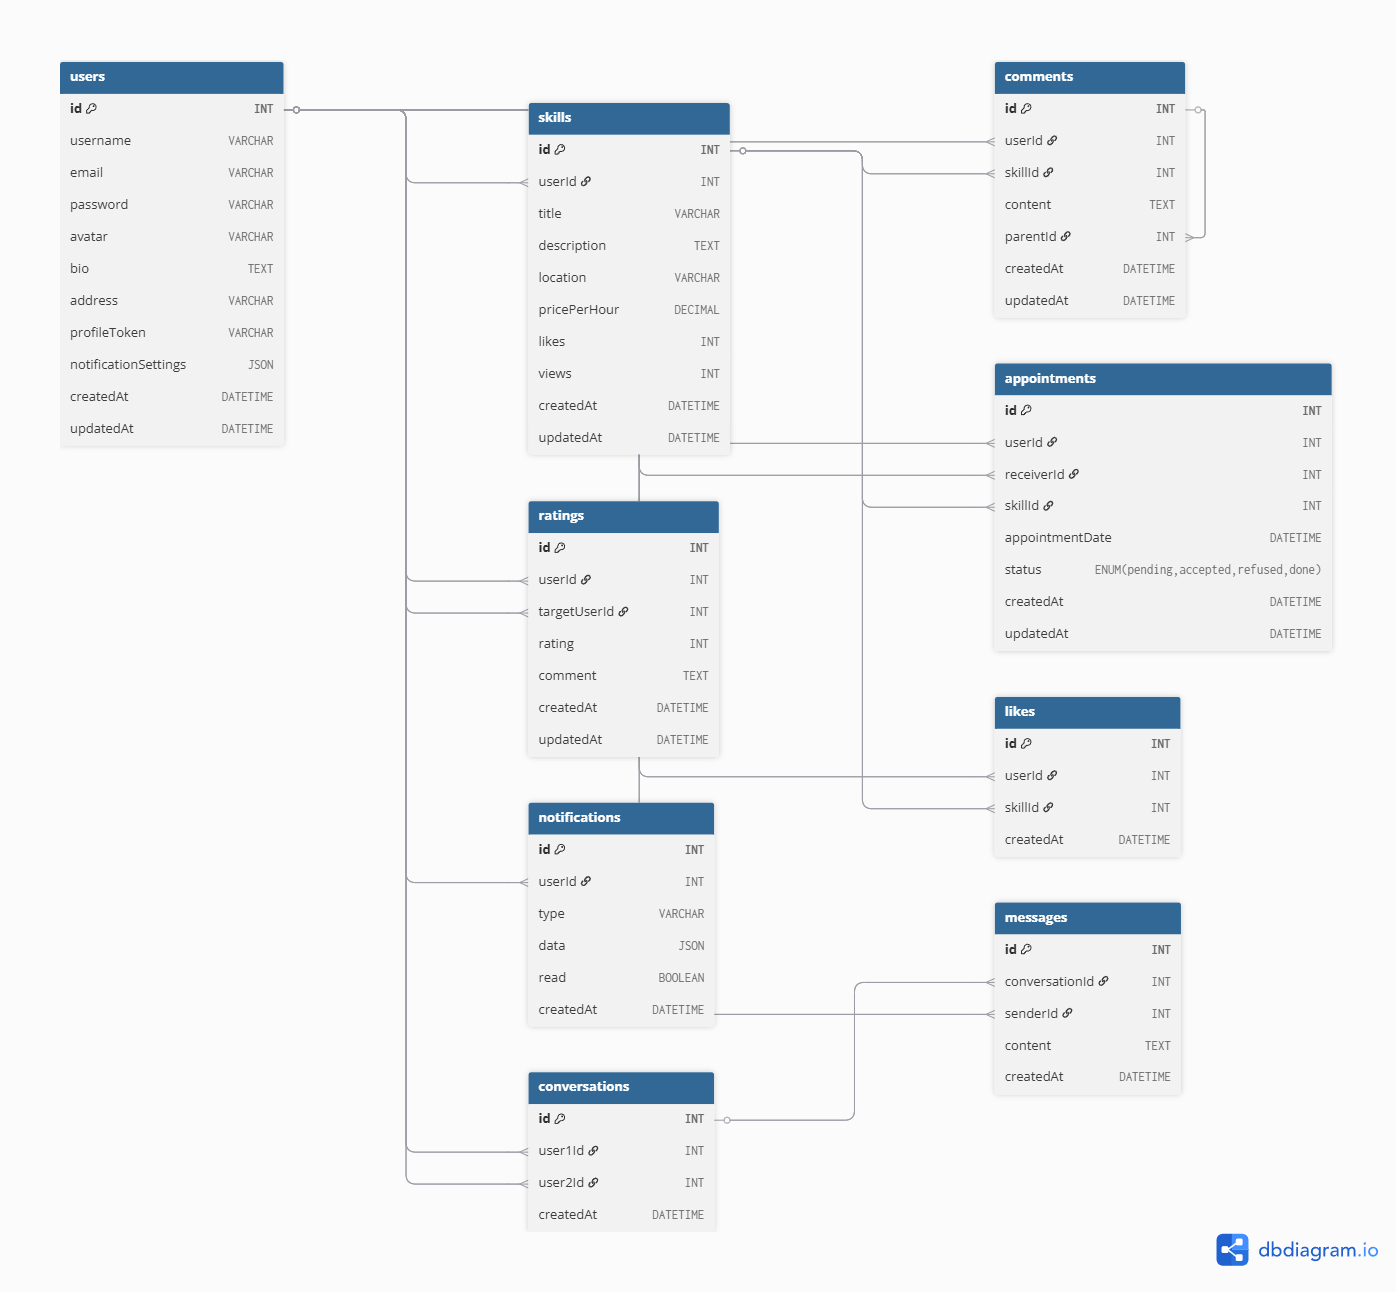 users
id INT
username VARCHAR
email VARCHAR
password VARCHAR
avatar VARCHAR
bio TEXT
address VARCHAR
profileToken VARCHAR
notificationSettings JSON
createdAt DATETIME
updatedAt DATETIME
skills
id INT
userId INT
title VARCHAR
description TEXT
location VARCHAR
pricePerHour DECIMAL
likes INT
views INT
createdAt DATETIME
updatedAt DATETIME
ratings
id INT
userId INT
targetUserId INT
rating INT
comment TEXT
createdAt DATETIME
updatedAt DATETIME
notifications
id INT
userId INT
type VARCHAR
data JSON
read BOOLEAN
createdAt DATETIME
conversations
id INT
user1Id INT
user2Id INT
createdAt DATETIME
comments
id INT
userId INT
skillId INT
content TEXT
parentId INT
createdAt DATETIME
updatedAt DATETIME
appointments
id INT
userId INT
receiverId INT
skillId INT
appointmentDate DATETIME
status ENUM(pending,accepted,refused,done)
createdAt DATETIME
updatedAt DATETIME
likes
id INT
userId INT
skillId INT
createdAt DATETIME
messages
id INT
conversationId INT
senderId INT
content TEXT
createdAt DATETIME
dbdiagram.io